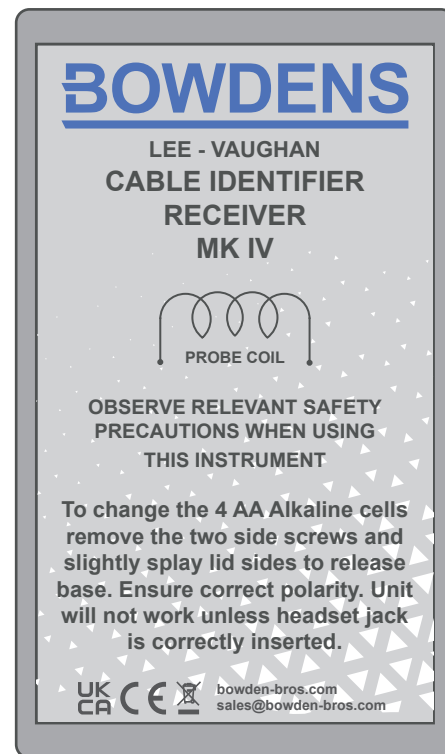 BOWDENS
LEE - VAUGHAN
CABLE IDENTIFIER
RECEIVER
MK IV
PROBE COIL
OBSERVE RELEVANT SAFETY
PRECAUTIONS WHEN USING
THIS INSTRUMENT
To change the 4 AA Alkaline cells
remove the two side screws and
slightly splay lid sides to release
base. Ensure correct polarity. Unit
will not work unless headset jack
is correctly inserted.
UK
CA CE bowden-bros.com
sales@bowden-bros.com